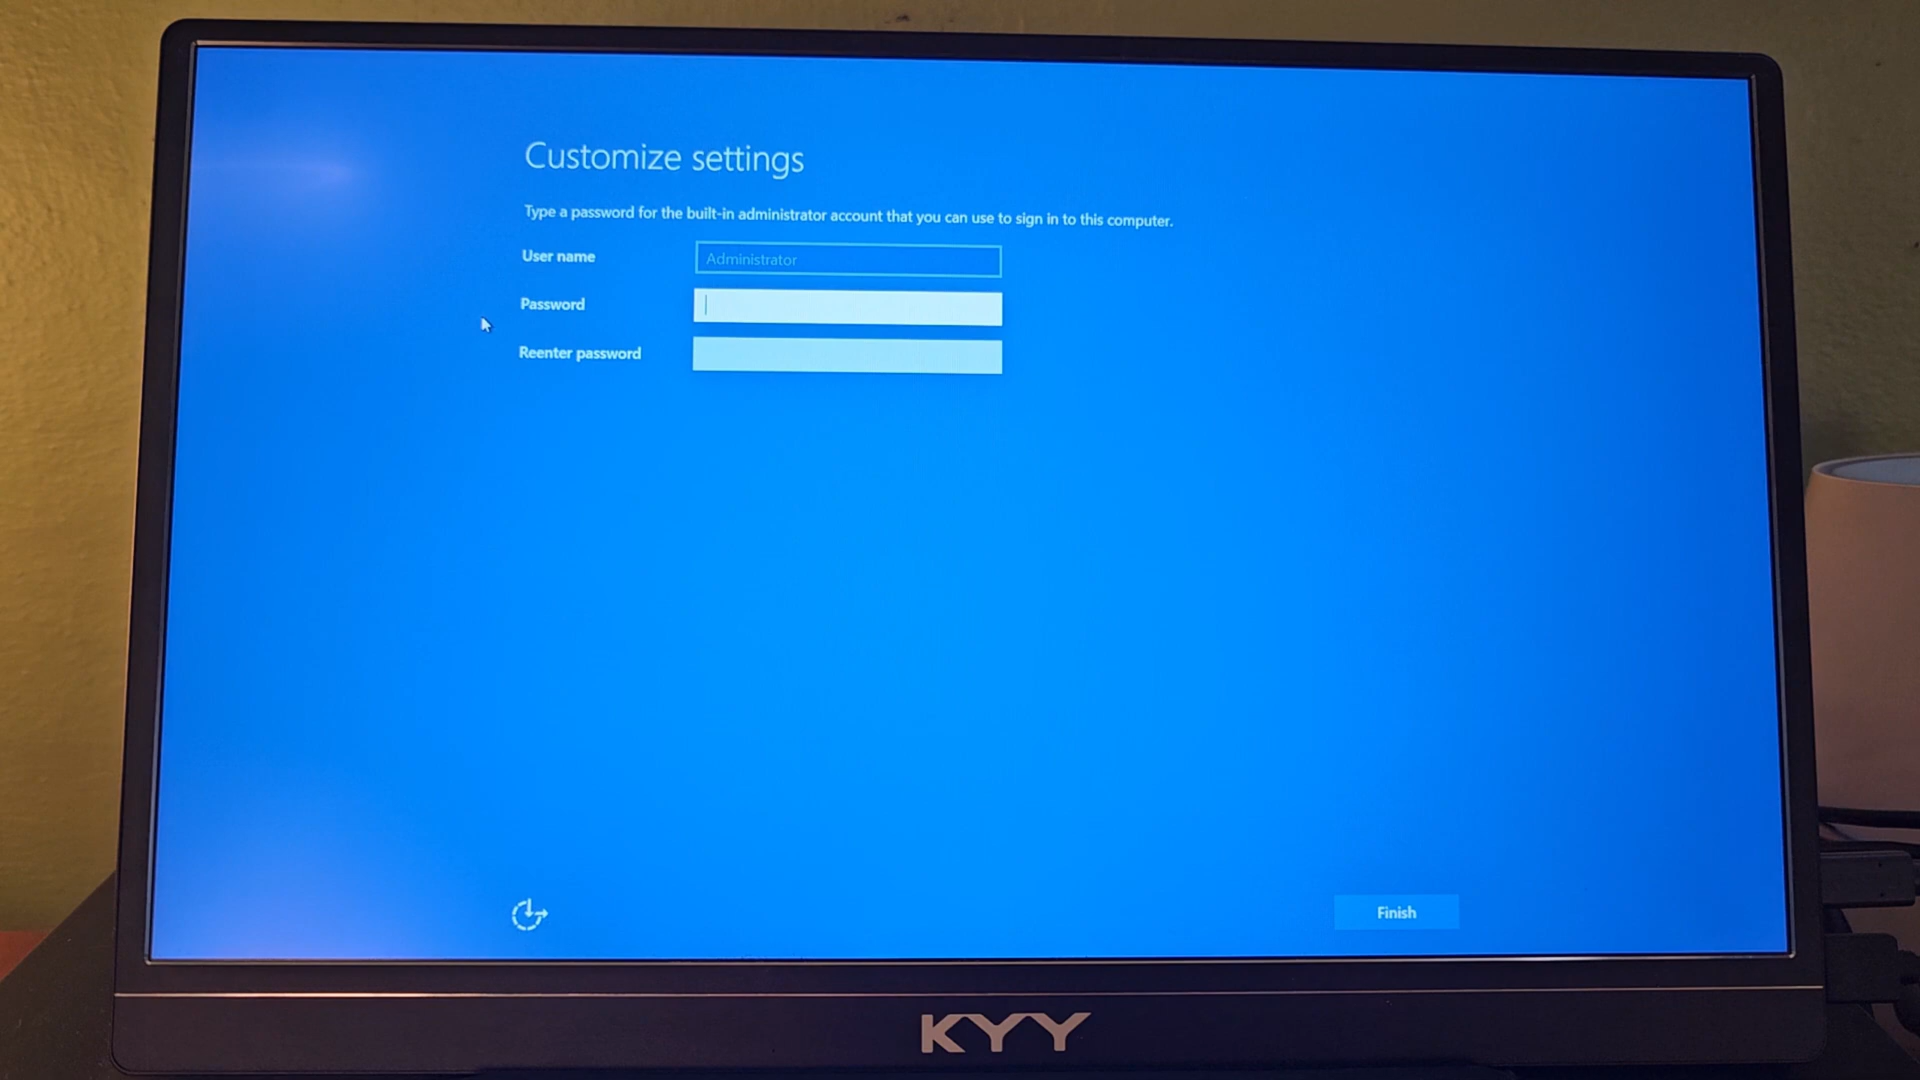 Customize settings
Type a password for the built-in administrator account that you can use to sign in to this computer.
User name
Administrator
Password
Reenter password
Finish
KYY